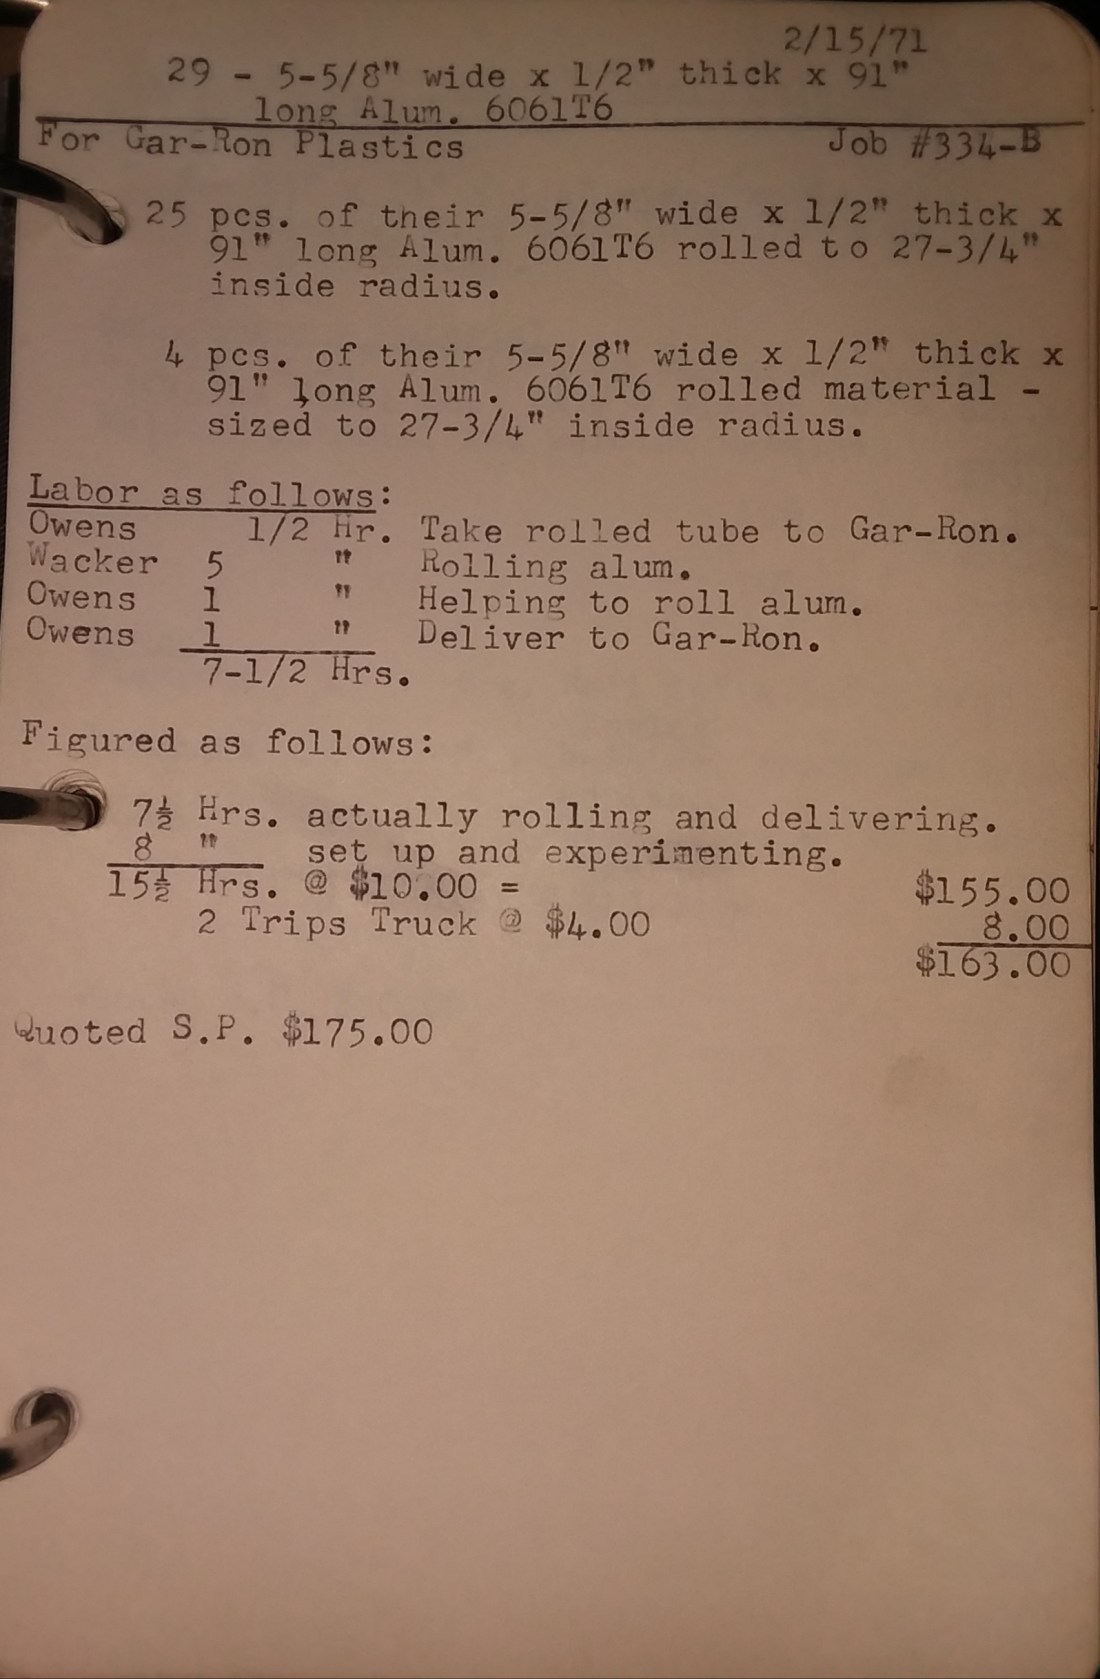 2/15/71
29 - 5-5/8" wide x 1/2" thick x 91"
long Alum. 6061T6
For Gar-Ron Plastics Job #334-B
25 pcs. of their 5-5/8" wide x 1/2" thick x
91" long Alum. 6061T6 rolled to 27-3/4"
inside radius.
4 pcs. of their 5-5/8" wide x 1/2" thick x
91" long Alum. 6061T6 rolled material -
sized to 27-3/4" inside radius.
Labor as follows:
Owens 1/2 Hr. Take rolled tube to Gar-Ron.
Wacker 5 " Rolling alum.
Owens 1 " Helping to roll alum.
Owens 1 " Deliver to Gar-Ron.
7-1/2 Hrs.
Figured as follows:
7½ Hrs. actually rolling and delivering.
8 " set up and experimenting.
15½ Hrs. @ $10.00 = $155.00
2 Trips Truck @ $4.00 8.00
$163.00
Quoted S.P. $175.00